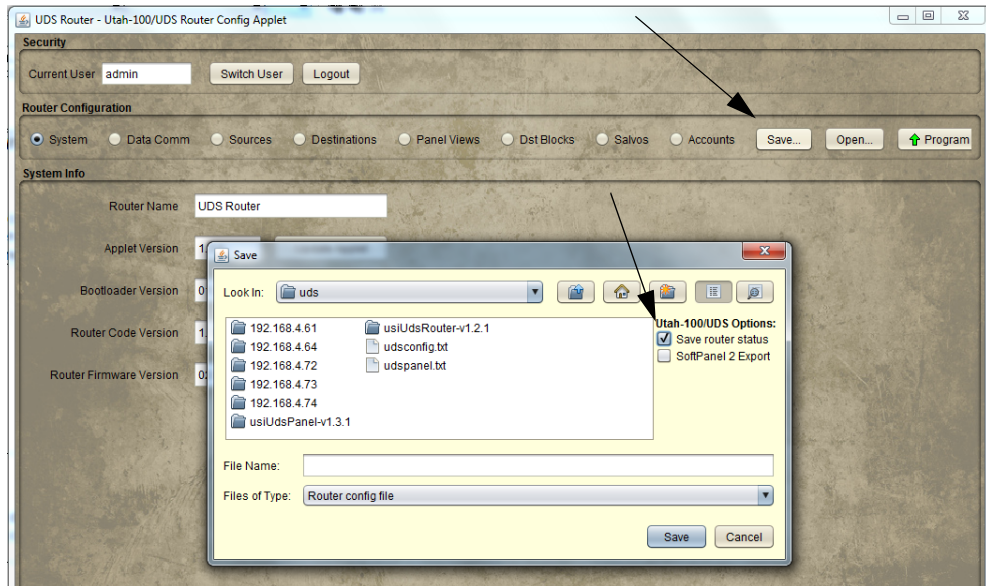 UDS Router - Utah-100/UDS Router Config Applet
Security
Current User admin Switch User Logout
Router Configuration
System Data Comm Sources Destinations Panel Views Dst Blocks Salvos Accounts Save... Open... Program
System Info
Router Name UDS Router
Applet Version 1.
Save
Bootloader Version 0
Look In: uds
Utah-100/UDS Options:
192.168.4.61 usiUdsRouter-v1.2.1
Save router status
Router Code Version 1.
192.168.4.64 udsconfig.txt
SoftPanel 2 Export
192.168.4.72 udspanel.txt
Router Firmware Version 0
192.168.4.73
192.168.4.74
usiUdsPanel-v1.3.1
File Name:
Files of Type: Router config file
Save Cancel